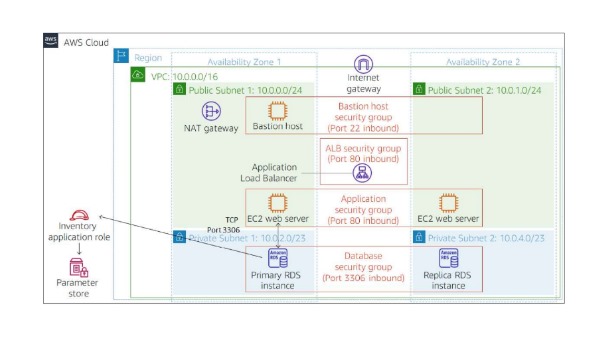 aws
AWS Cloud
Region
Availability Zone 1
Availability Zone 2
VPC: 10.0.0.0/16
Internet
gateway
Public Subnet 1: 10.0.0.0/24
Public Subnet 2: 10.0.1.0/24
NAT gateway
Bastion host
Bastion host
security group
(Port 22 inbound)
ALB security group
(Port 80 inbound)
Application
Load Balancer
EC2 web server
Application
security group
(Port 80 inbound)
EC2 web server
TCP
Port 3306
Private Subnet 1: 10.0.2.0/23
Private Subnet 2: 10.0.4.0/23
Inventory
application role
Parameter
store
Amazon
RDS
Primary RDS
instance
Database
security group
(Port 3306 inbound)
Amazon
RDS
Replica RDS
instance